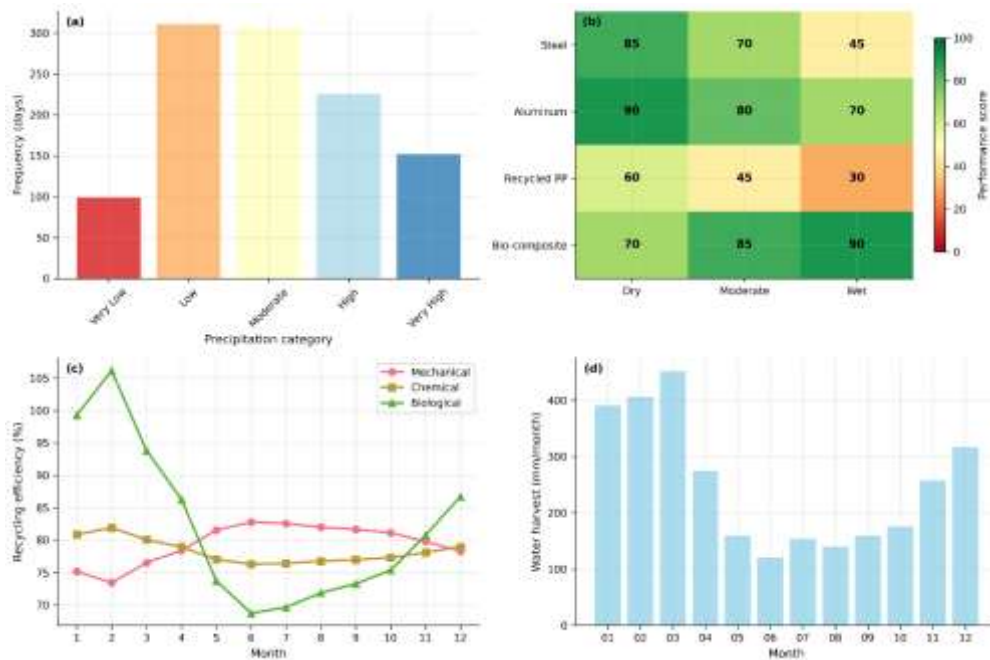 (a)
Frequency (days)
300
250
200
150
100
50
0
Very Low
Low
Moderate
High
Very High
Precipitation category
(b)
Steel
85
70
45
Aluminum
90
80
70
Recycled PP
60
45
30
Bio-composite
70
85
90
Dry
Moderate
Wet
100
80
60
40
20
0
Performance score
(c)
Mechanical
Chemical
Biological
Recycling efficiency (%)
105
100
95
90
85
80
75
70
1 2 3 4 5 6 7 8 9 10 11 12
Month
(d)
Water harvest (mm/month)
400
300
200
100
0
01 02 03 04 05 06 07 08 09 10 11 12
Month